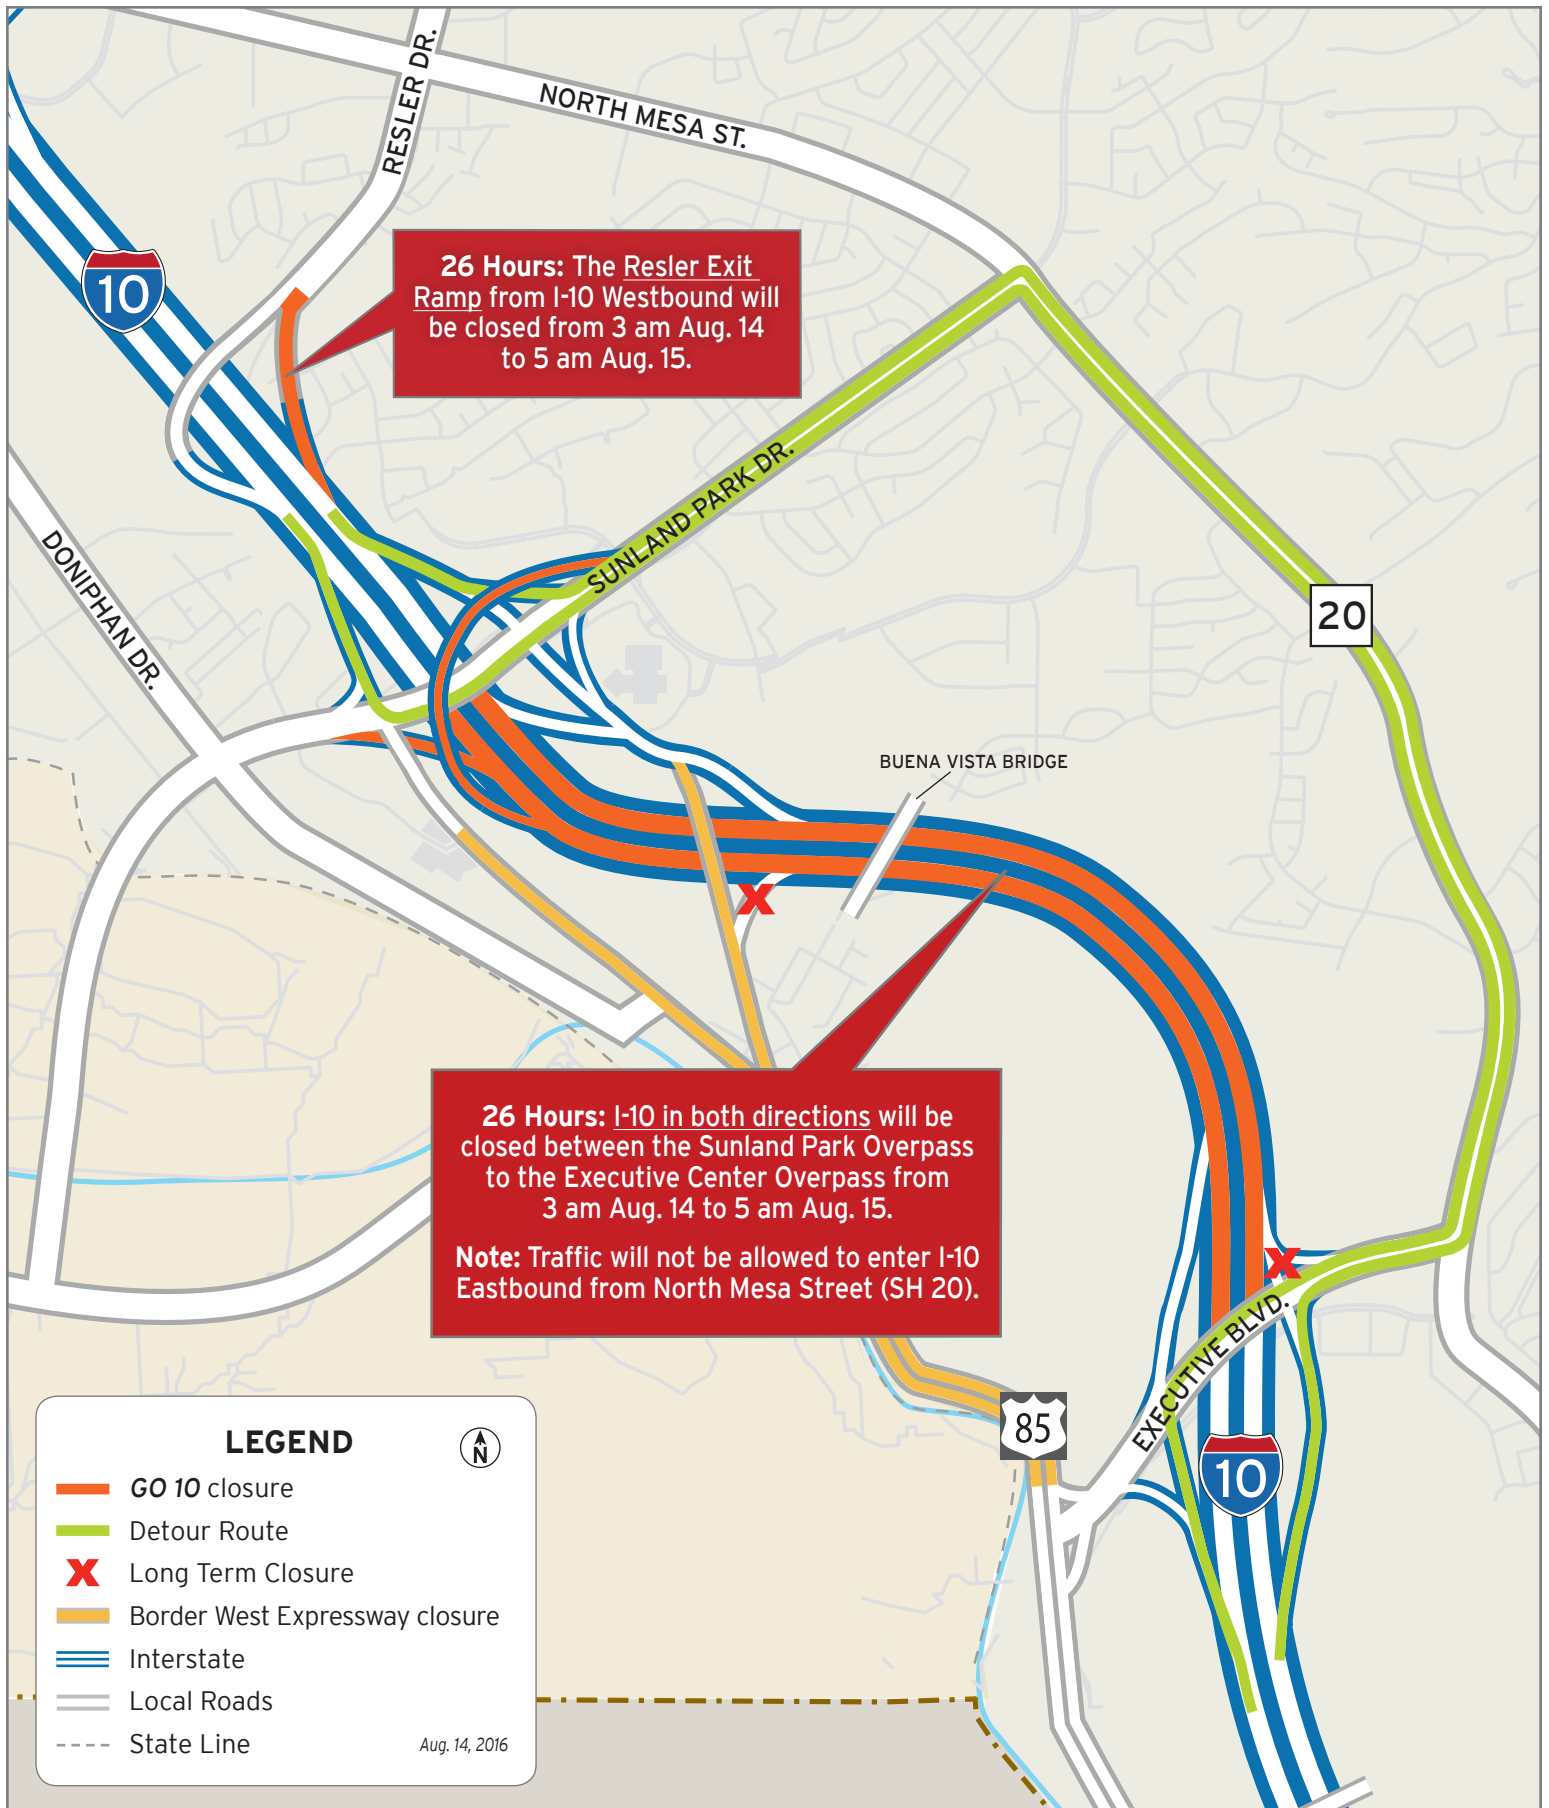 RESLER DR.
NORTH MESA ST.
10
26 Hours: The Resler Exit
Ramp from I-10 Westbound will
be closed from 3 am Aug. 14
to 5 am Aug. 15.
SUNLAND PARK DR.
DONIPHAN DR.
20
BUENA VISTA BRIDGE
X
26 Hours: I-10 in both directions will be
closed between the Sunland Park Overpass
to the Executive Center Overpass from
3 am Aug. 14 to 5 am Aug. 15.
Note: Traffic will not be allowed to enter I-10
Eastbound from North Mesa Street (SH 20).
X
EXECUTIVE BLVD.
85
10
LEGEND
N
GO 10 closure
Detour Route
X Long Term Closure
Border West Expressway closure
Interstate
Local Roads
State Line
Aug. 14, 2016